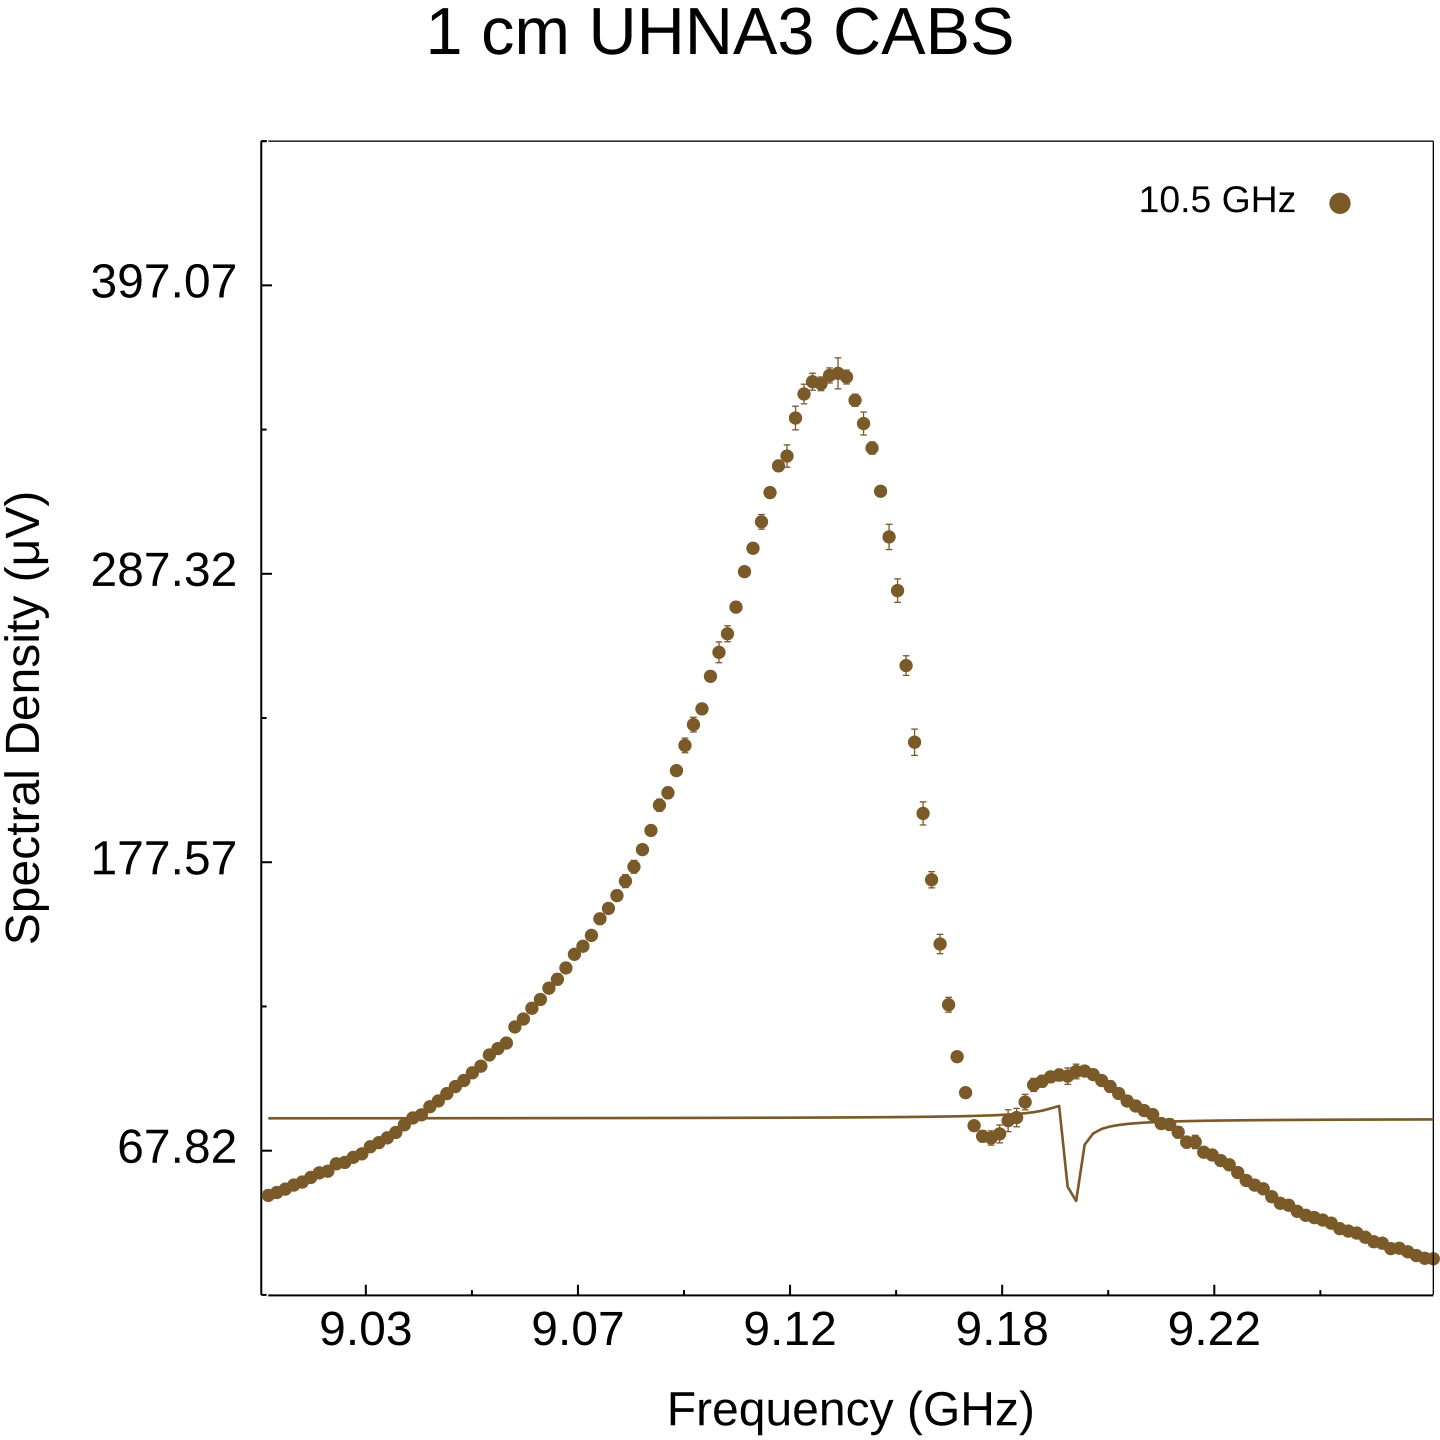 1 cm UHNA3 CABS
10.5 GHz
397.07
287.32
177.57
67.82
Spectral Density (μV)
9.03 9.07 9.12 9.18 9.22
Frequency (GHz)